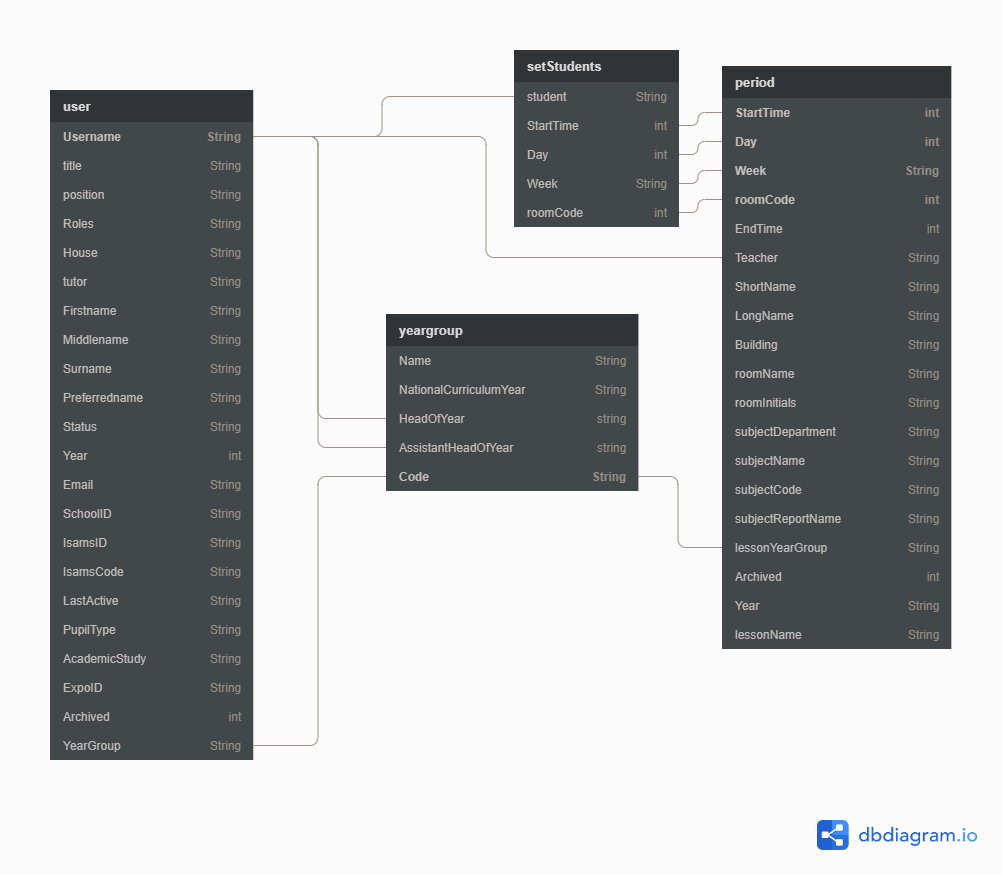 user
Username String
title String
position String
Roles String
House String
tutor String
Firstname String
Middlename String
Surname String
Preferredname String
Status String
Year int
Email String
SchoolID String
IsamsID String
IsamsCode String
LastActive String
PupilType String
AcademicStudy String
ExpoID String
Archived int
YearGroup String
setStudents
student String
StartTime int
Day int
Week String
roomCode int
yeargroup
Name String
NationalCurriculumYear String
HeadOfYear string
AssistantHeadOfYear string
Code String
period
StartTime int
Day int
Week String
roomCode int
EndTime int
Teacher String
ShortName String
LongName String
Building String
roomName String
roomInitials String
subjectDepartment String
subjectName String
subjectCode String
subjectReportName String
lessonYearGroup String
Archived int
Year String
lessonName String
dbdiagram.io